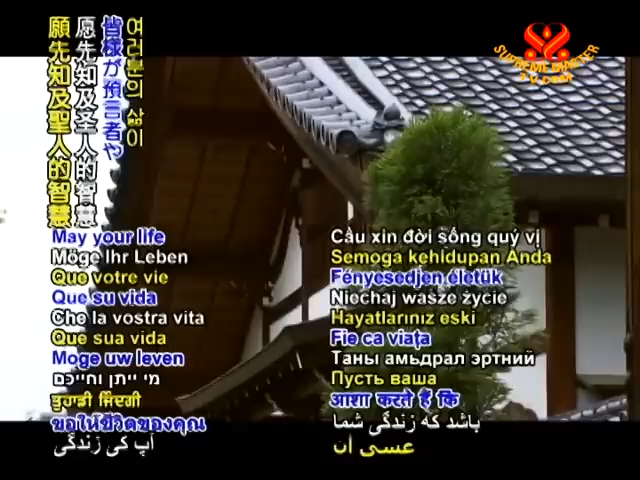 여러분의 삶이
皆様が預言者や
愿先知及圣人的智慧
願先知及聖人的智慧
SUPREME MASTER
TV.COM
May your life
Möge Ihr Leben
Que votre vie
Que su vida
Che la vostra vita
Que sua vida
Moge uw leven
מי ייתן וחייכם
ਤੁਹਾਡੀ ਜ਼ਿੰਦਗੀ
ขอให้ชีวิตของคุณ
آپ کی زندگی
Cầu xin đời sống quý vị
Semoga kehidupan Anda
Fényesedjen életük
Niechaj wasze życie
Hayatlarınız eski
Fie ca viața
Таны амьдрал эртний
Пусть ваша
आशा करते हैं कि
باشد که زندگی شما
عسى أن